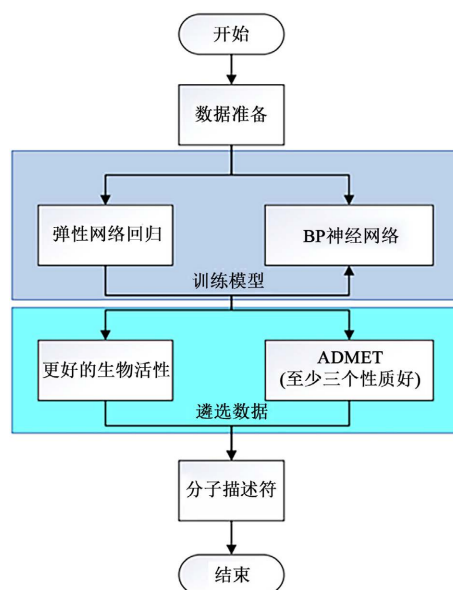 开始
数据准备
弹性网络回归
BP神经网络
训练模型
更好的生物活性
ADMET
(至少三个性质好)
遴选数据
分子描述符
结束